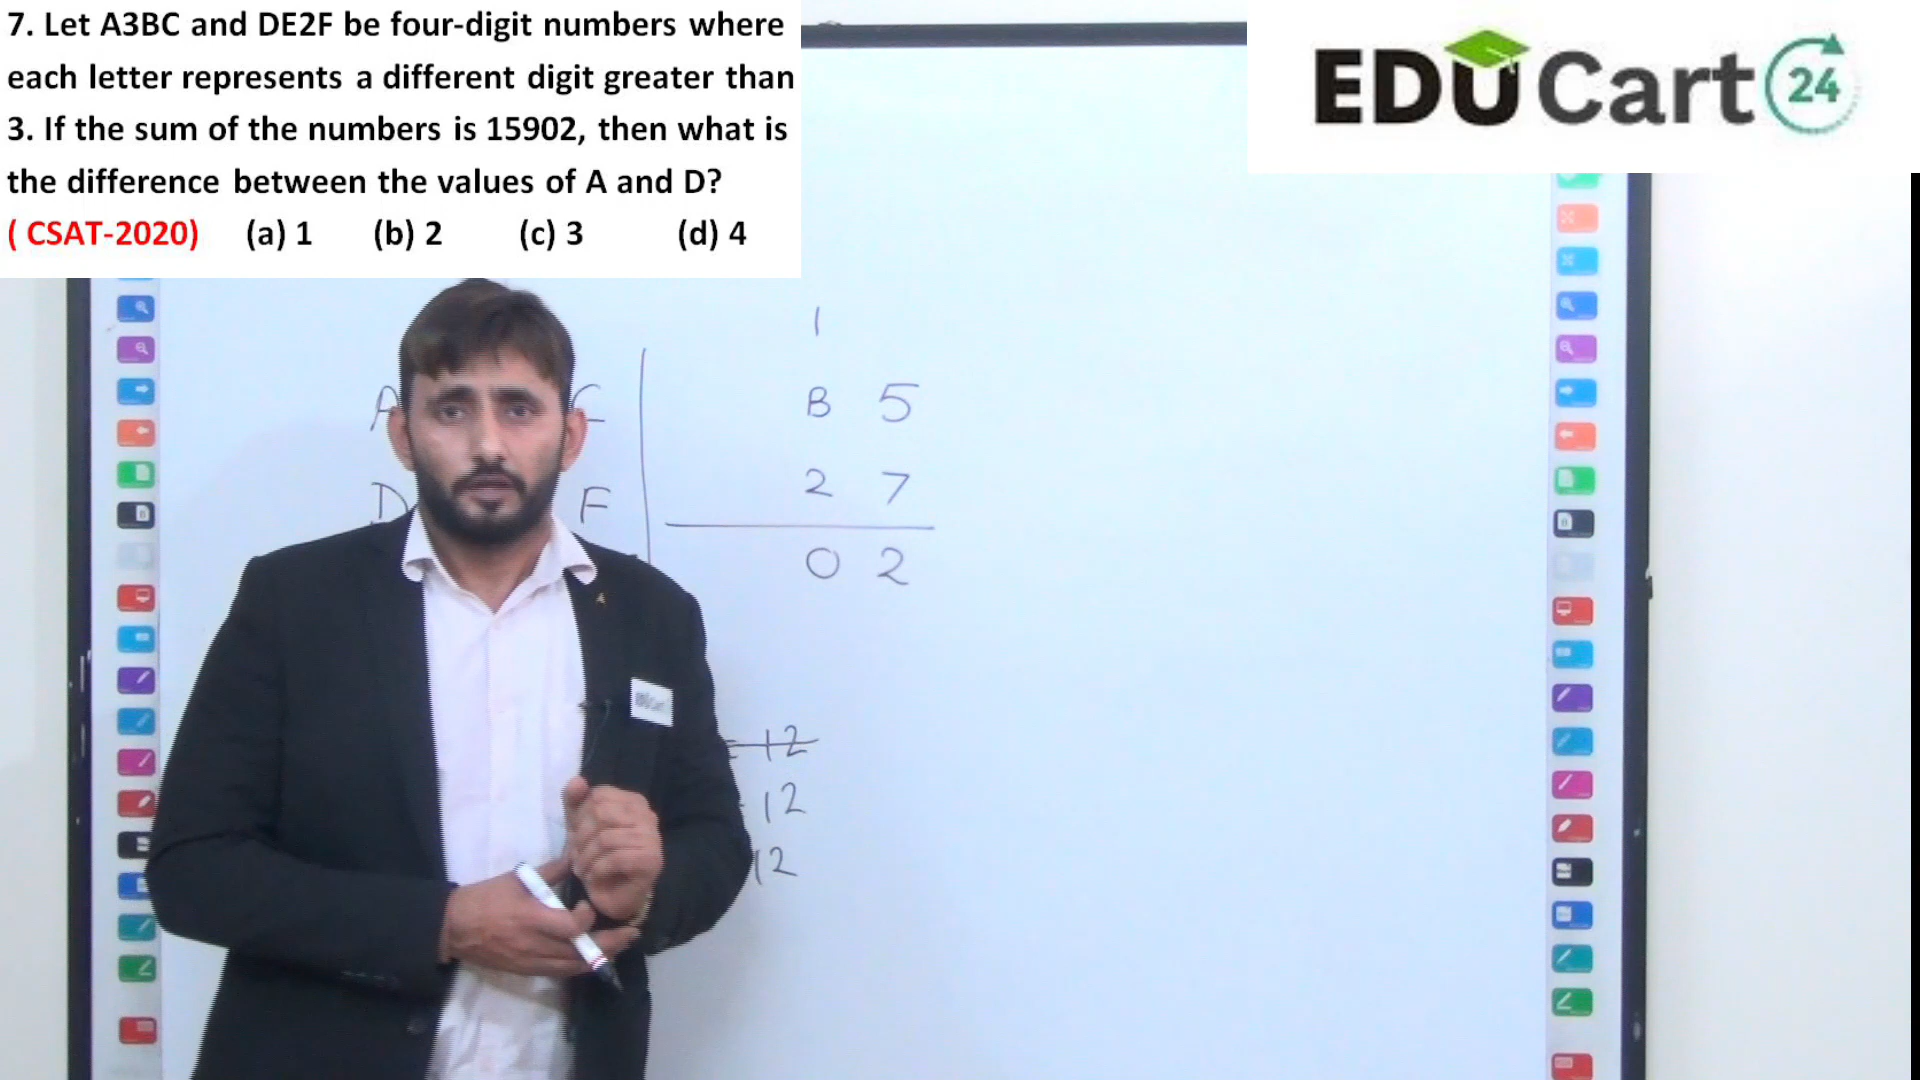 7. Let A3BC and DE2F be four-digit numbers where
each letter represents a different digit greater than
3. If the sum of the numbers is 15902, then what is
the difference between the values of A and D?
( CSAT-2020) (a) 1 (b) 2 (c) 3 (d) 4
EDUCart 24
1
A C B 5
D F 2 7
0 2
= 12
12
12